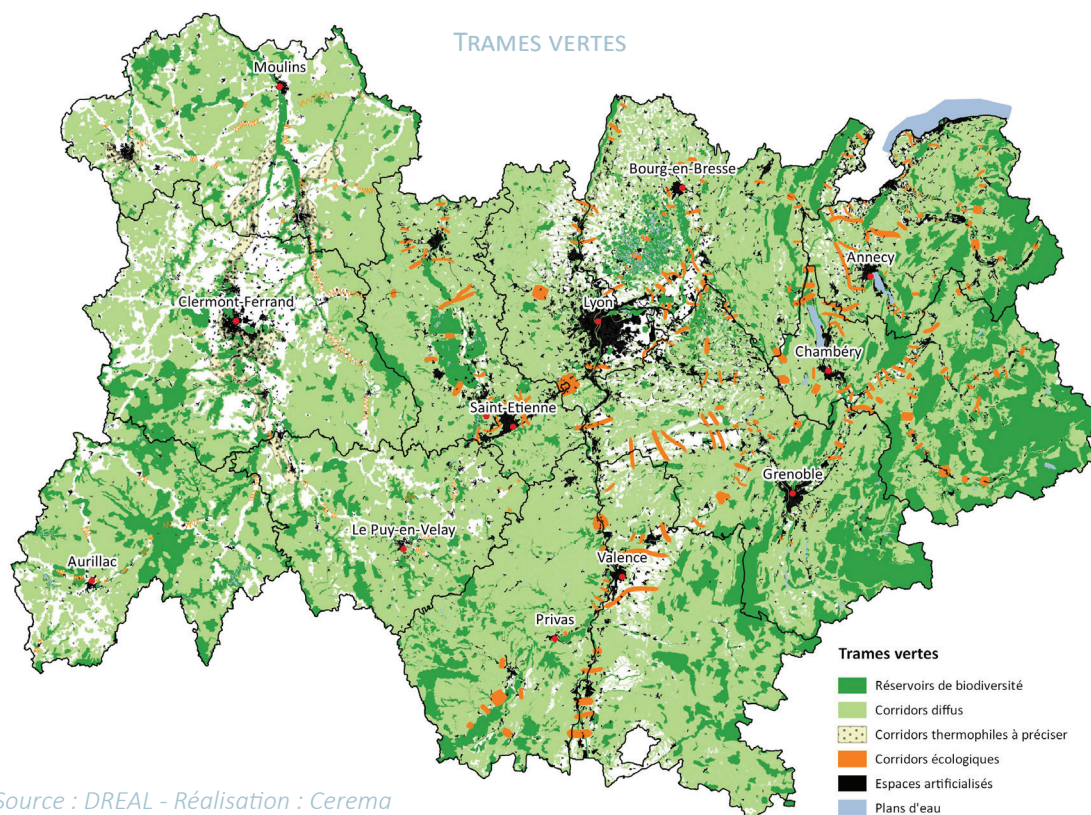 TRAMES VERTES
Moulins
Bourg-en-Bresse
Annecy
Clermont-Ferrand
Lyon
Chambéry
Saint-Etienne
Grenoble
Le Puy-en-Velay
Aurillac
Valence
Privas
Trames vertes
Réservoirs de biodiversité
Corridors diffus
Corridors thermophiles à préciser
Corridors écologiques
Espaces artificialisés
Plans d'eau
Source : DREAL - Réalisation : Cerema